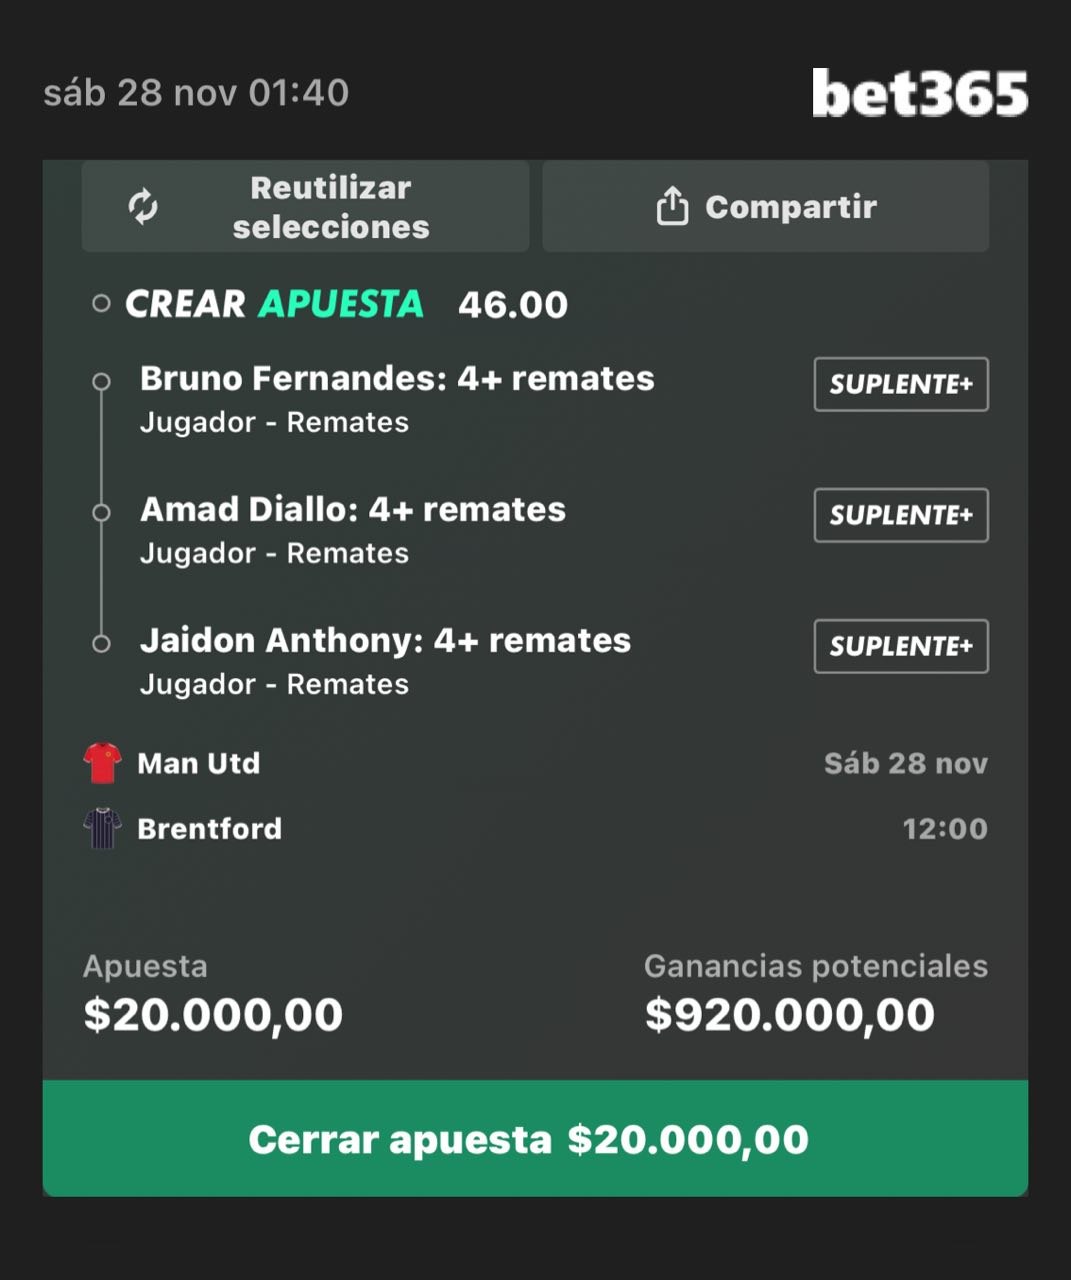 sáb 28 nov 01:40
bet365
Reutilizar
selecciones
Compartir
CREAR APUESTA 46.00
Bruno Fernandes: 4+ remates
SUPLENTE+
Jugador - Remates
Amad Diallo: 4+ remates
SUPLENTE+
Jugador - Remates
Jaidon Anthony: 4+ remates
SUPLENTE+
Jugador - Remates
Man Utd
Sáb 28 nov
Brentford
12:00
Apuesta
Ganancias potenciales
$20.000,00
$920.000,00
Cerrar apuesta $20.000,00